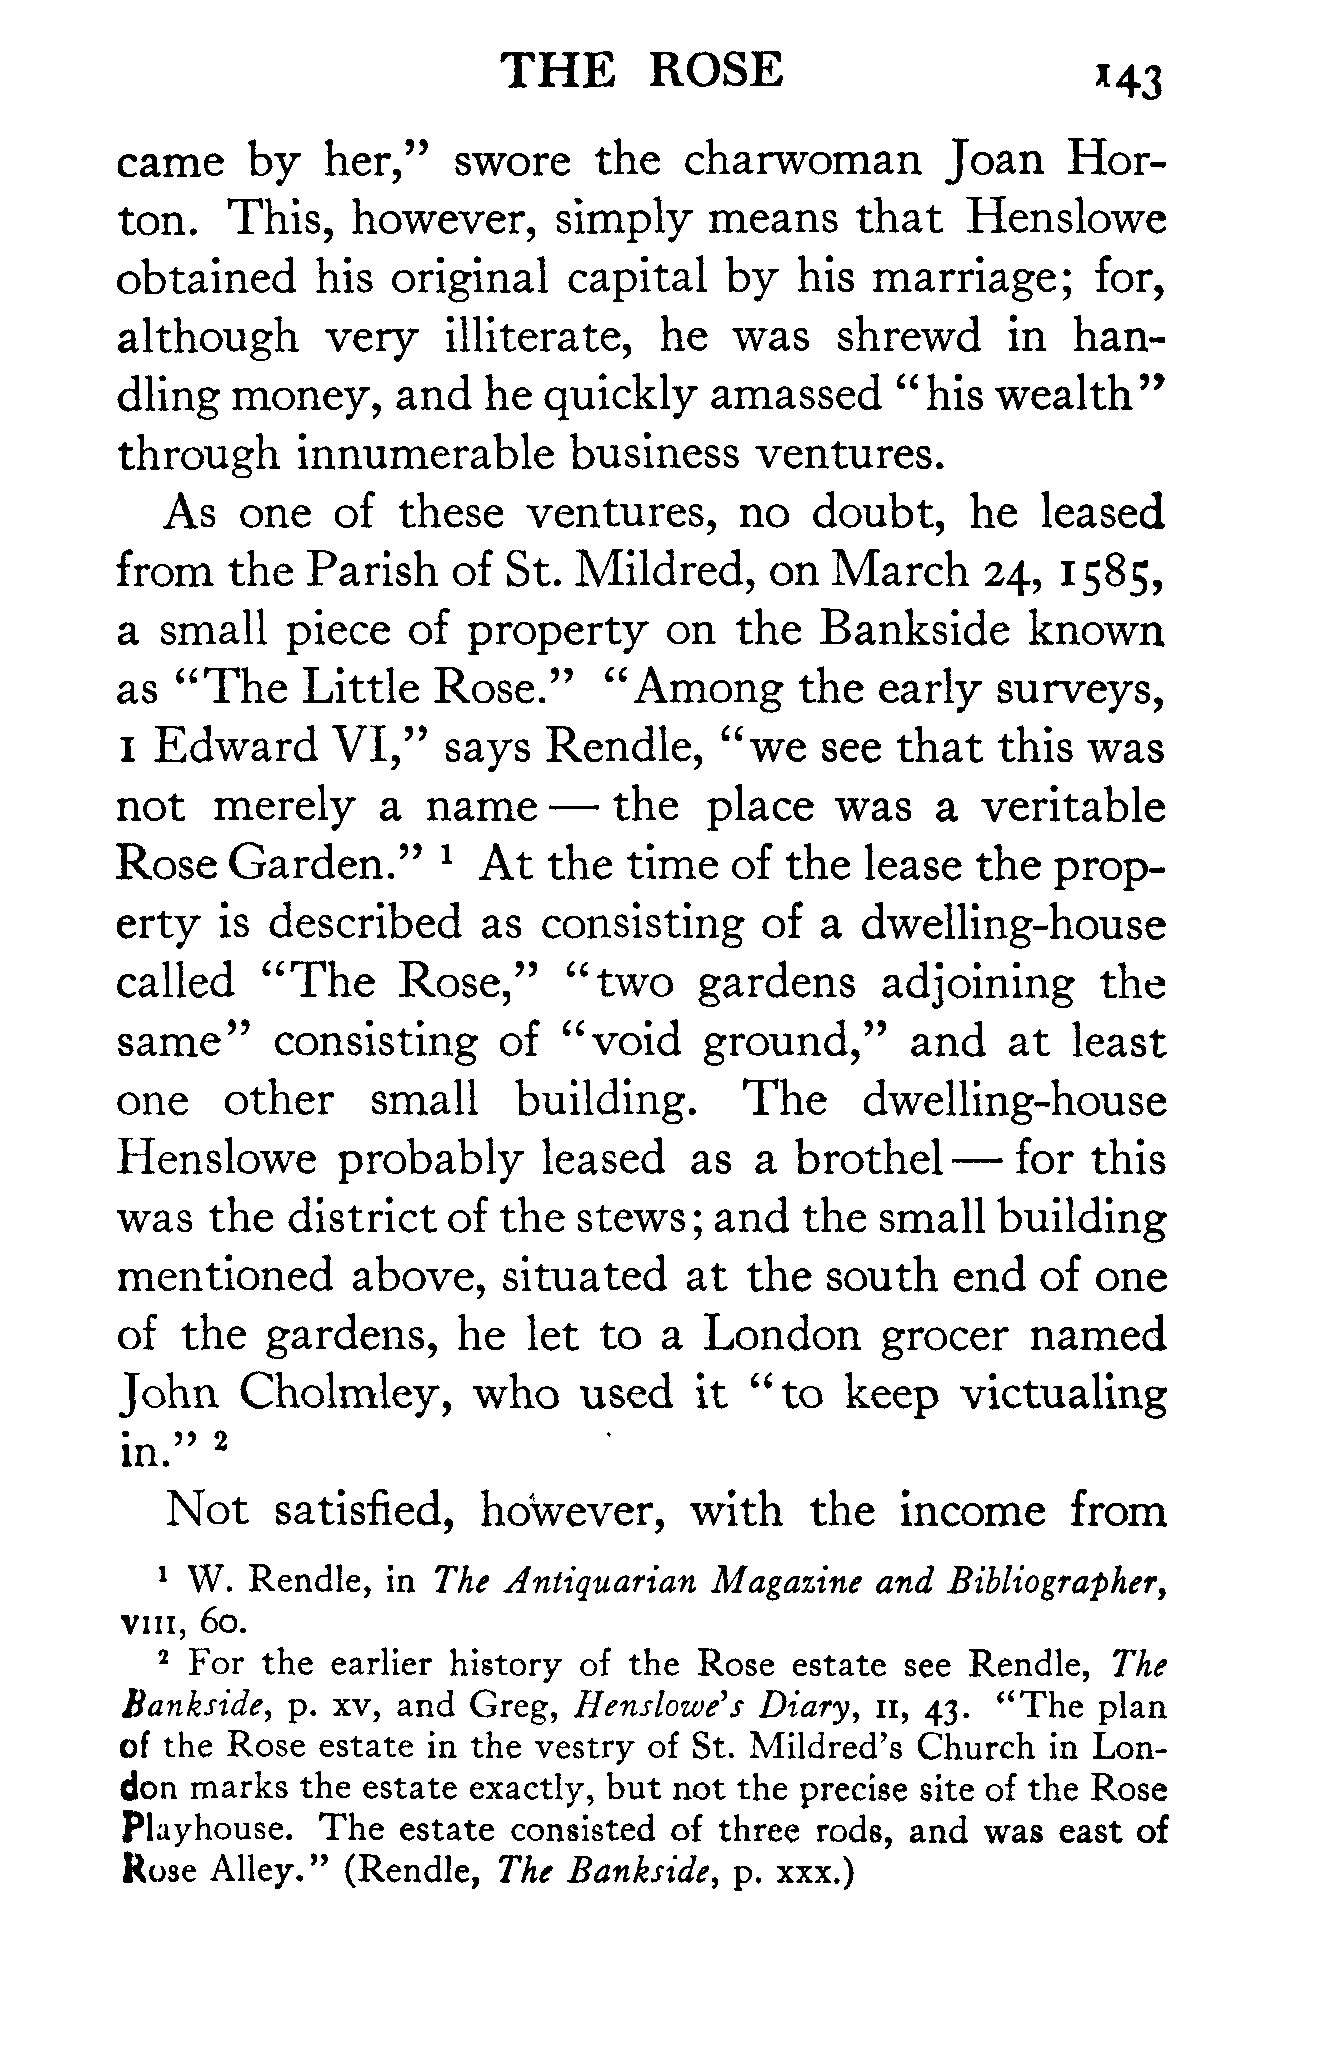 THE ROSE 143
came by her,” swore the charwoman Joan Hor-
ton. This, however, simply means that Henslowe
obtained his original capital by his marriage; for,
although very illiterate, he was shrewd in han-
dling money, and he quickly amassed “his wealth”
through innumerable business ventures.
As one of these ventures, no doubt, he leased
from the Parish of St. Mildred, on March 24, 1585,
a small piece of property on the Bankside known
as “The Little Rose.” “Among the early surveys,
1 Edward VI,” says Rendle, “we see that this was
not merely a name — the place was a veritable
Rose Garden.” ¹ At the time of the lease the prop-
erty is described as consisting of a dwelling-house
called “The Rose,” “two gardens adjoining the
same” consisting of “void ground,” and at least
one other small building. The dwelling-house
Henslowe probably leased as a brothel — for this
was the district of the stews; and the small building
mentioned above, situated at the south end of one
of the gardens, he let to a London grocer named
John Cholmley, who used it “to keep victualing
in.” ²
Not satisfied, however, with the income from
¹ W. Rendle, in The Antiquarian Magazine and Bibliographer,
VIII, 60.
² For the earlier history of the Rose estate see Rendle, The
Bankside, p. xv, and Greg, Henslowe’s Diary, II, 43. “The plan
of the Rose estate in the vestry of St. Mildred’s Church in Lon-
don marks the estate exactly, but not the precise site of the Rose
Playhouse. The estate consisted of three rods, and was east of
Rose Alley.” (Rendle, The Bankside, p. xxx.)